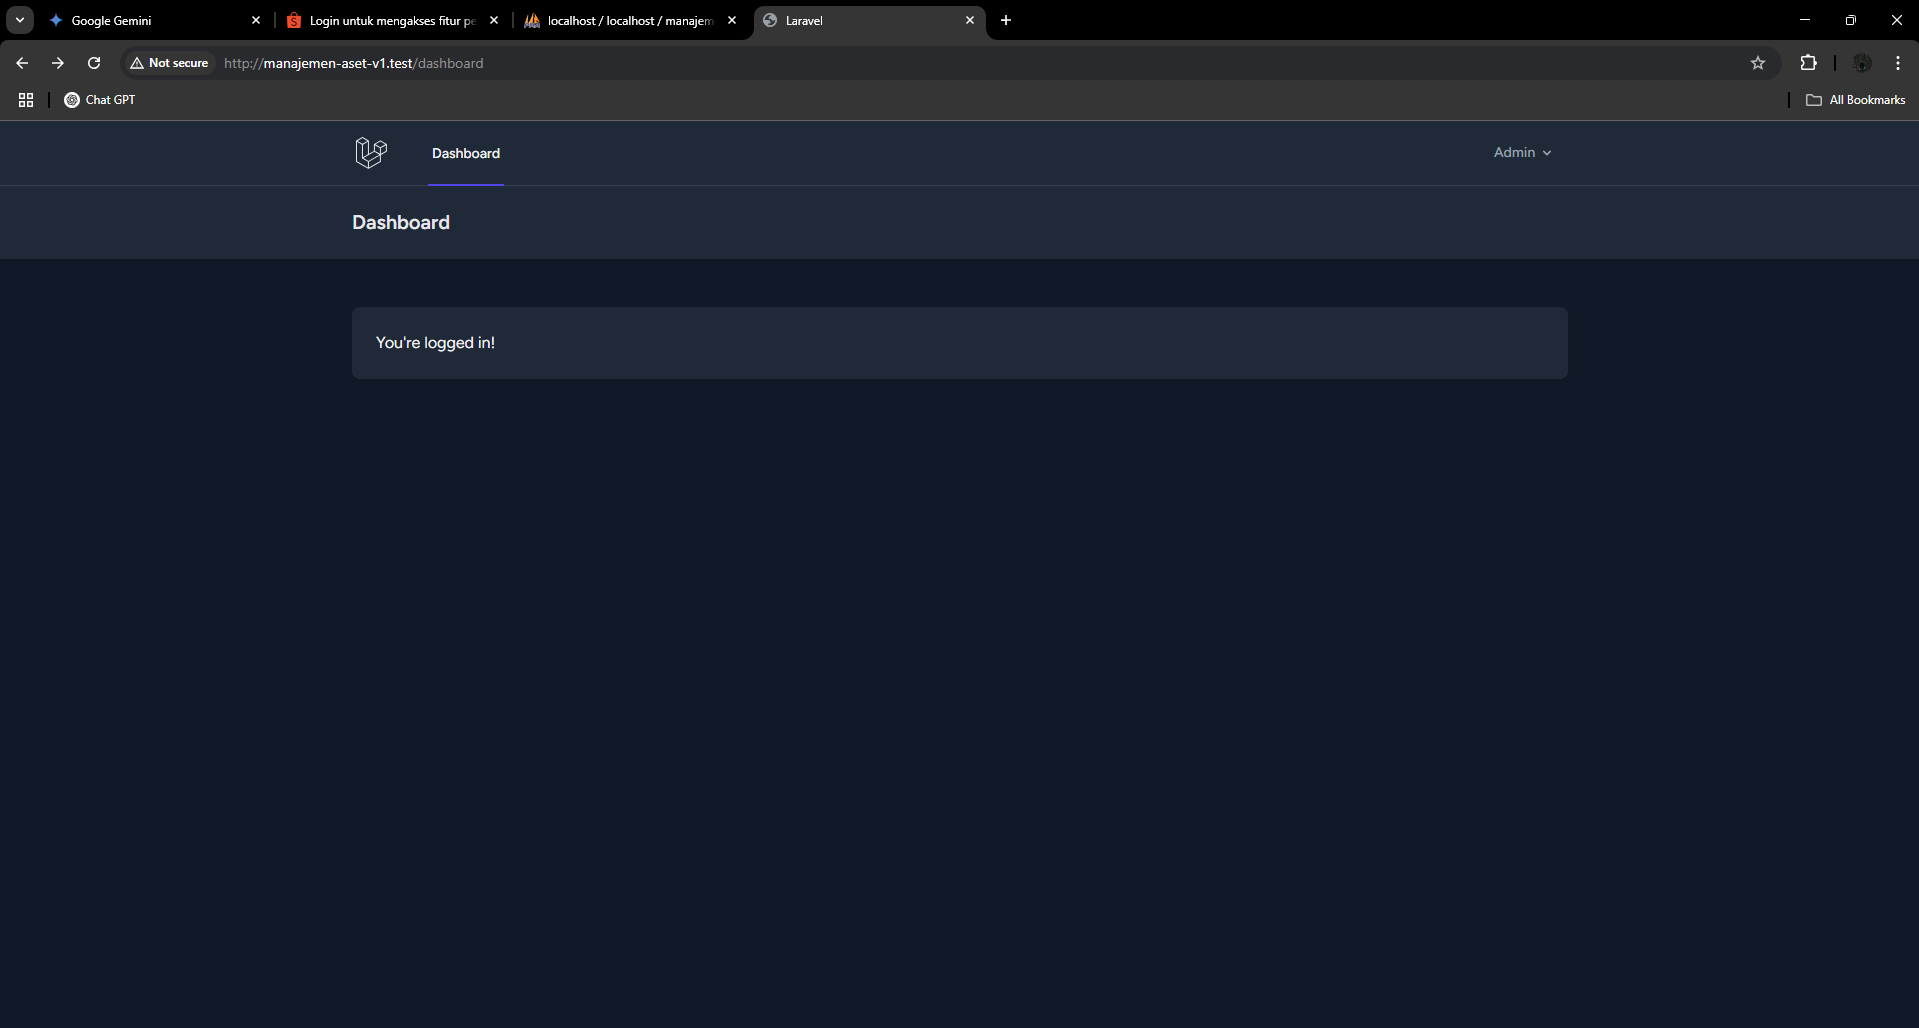 Google Gemini
Login untuk mengakses fitur pe
localhost / localhost / manajem
Laravel
Not secure
http://manajemen-aset-v1.test/dashboard
Chat GPT
All Bookmarks
Dashboard
Admin
Dashboard
You're logged in!